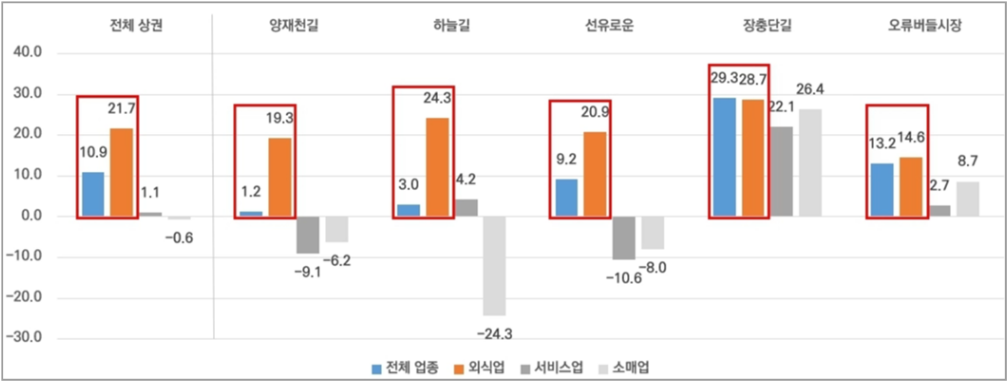 전체 상권 양재천길 하늘길 선유로운 장충단길 오류버들시장
40.0
30.0
20.0
10.0
0.0
-10.0
-20.0
-30.0
10.9 21.7 1.1 -0.6
1.2 19.3 -9.1 -6.2
3.0 24.3 4.2 -24.3
9.2 20.9 -10.6 -8.0
29.3 28.7 22.1 26.4
13.2 14.6 2.7 8.7
전체 업종 외식업 서비스업 소매업